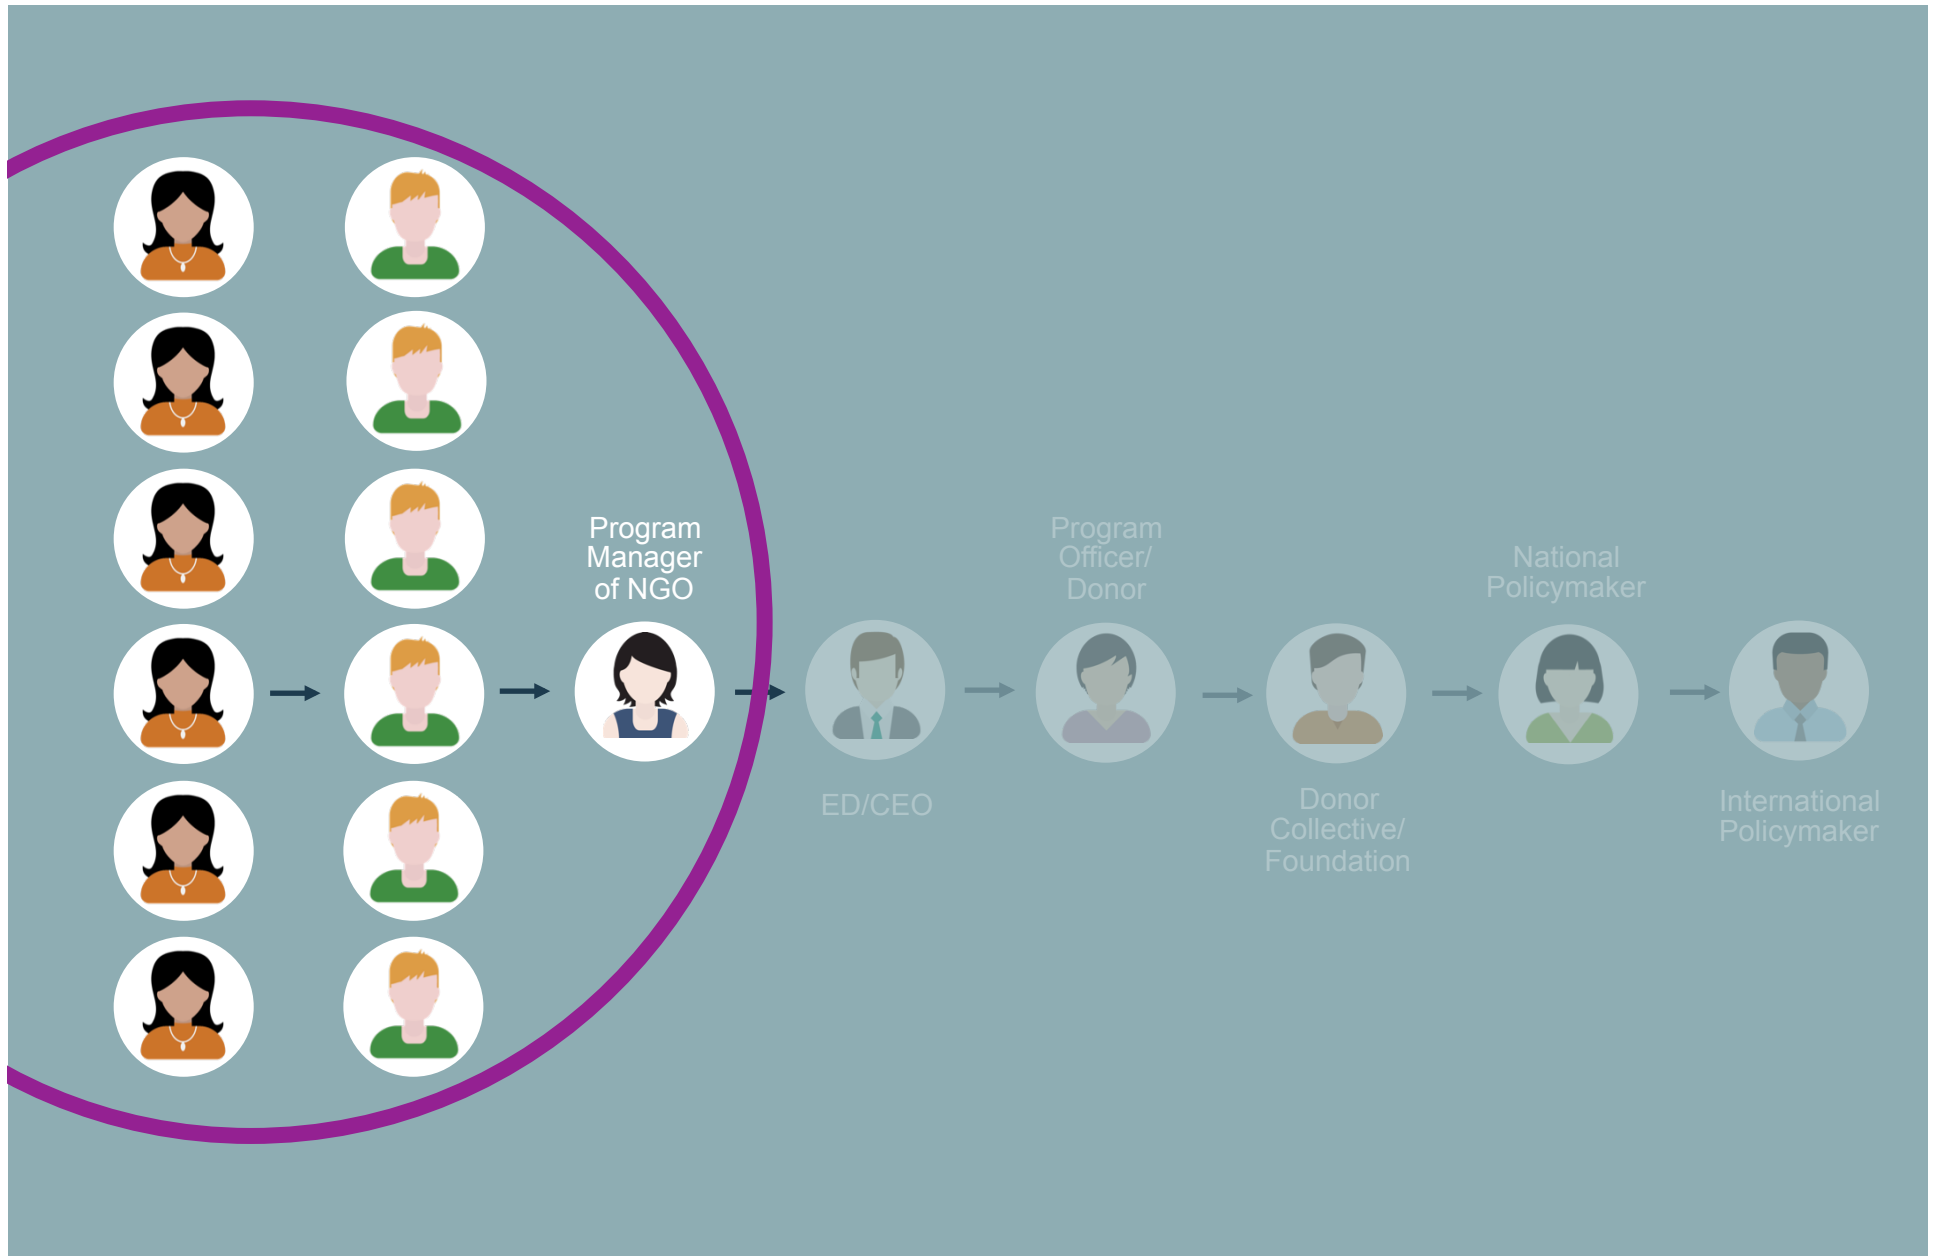 Program
Manager
of NGO
ED/CEO
Program
Officer/
Donor
Donor
Collective/
Foundation
National
Policymaker
International
Policymaker